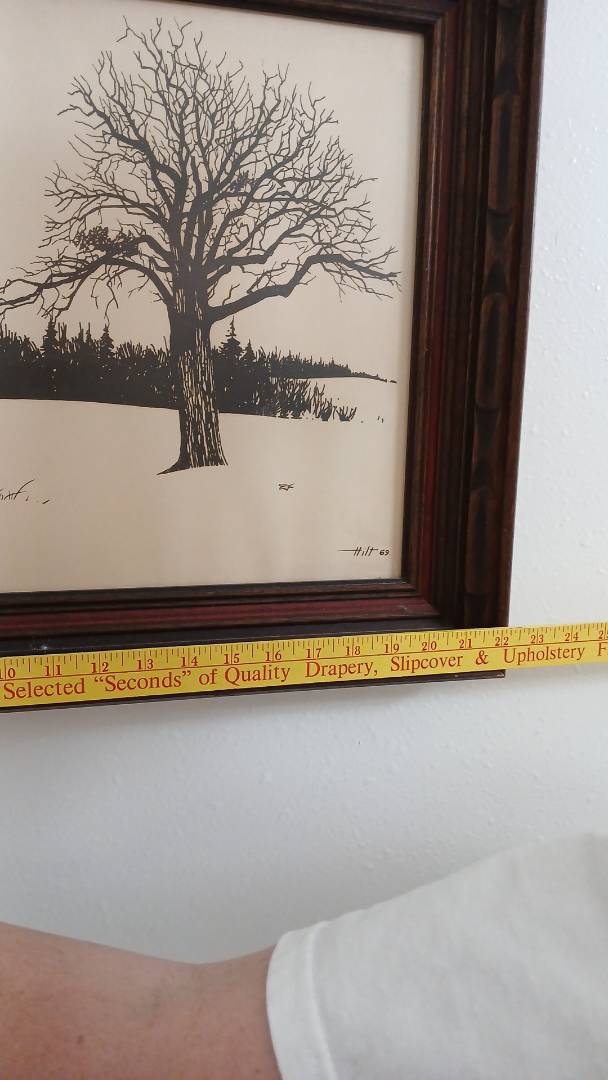 Hilt 69
10 11 12 13 14 15 16 17 18 19 20 21 22 23 24
Selected "Seconds" of Quality Drapery, Slipcover & Upholstery F